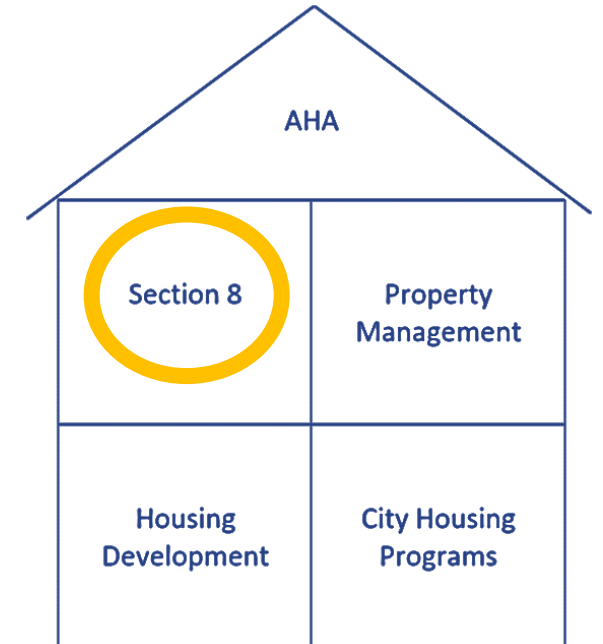 AHA
Section 8
Property
Management
Housing
Development
City Housing
Programs